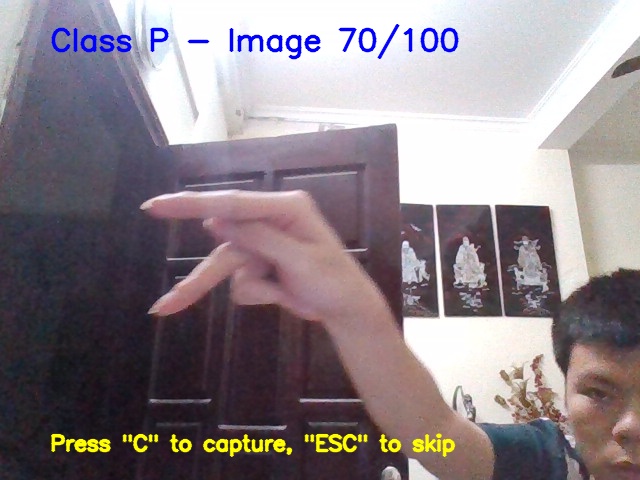 Class P - Image 70/100
Press "C" to capture, "ESC" to skip